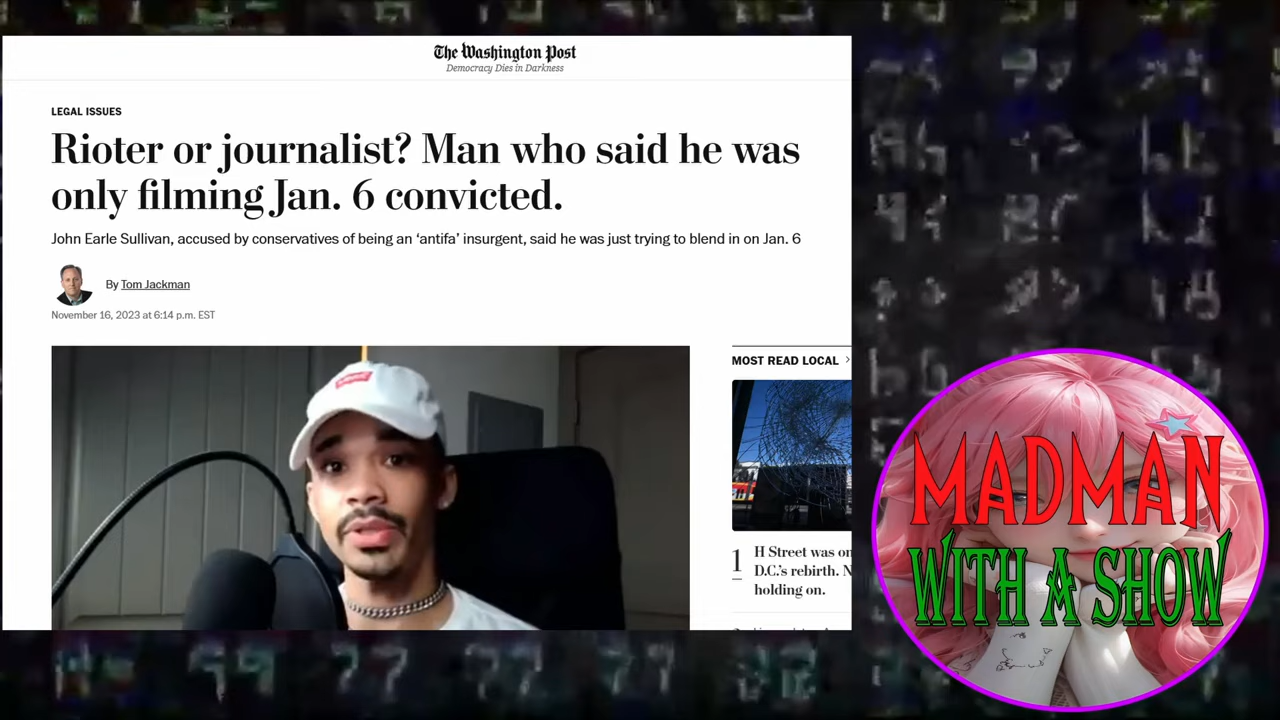 The Washington Post
Democracy Dies in Darkness
LEGAL ISSUES
Rioter or journalist? Man who said he was
only filming Jan. 6 convicted.
John Earle Sullivan, accused by conservatives of being an ‘antifa’ insurgent, said he was just trying to blend in on Jan. 6
By Tom Jackman
November 16, 2023 at 6:14 p.m. EST
MOST READ LOCAL
1
H Street was on
D.C.’s rebirth. N
holding on.
MADMAN
WITH A SHOW